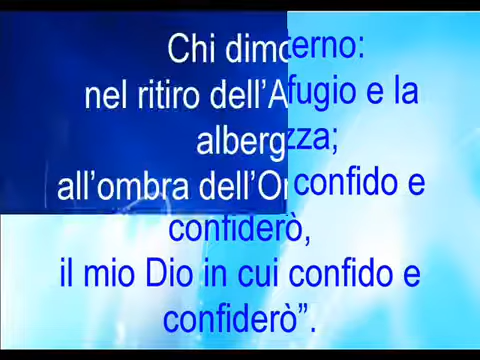 Chi dimo erno:
nel ritiro dell’A fugio e la
alberg zza;
all’ombra dell’On confido e
confiderò,
il mio Dio in cui confido e
confiderò”.